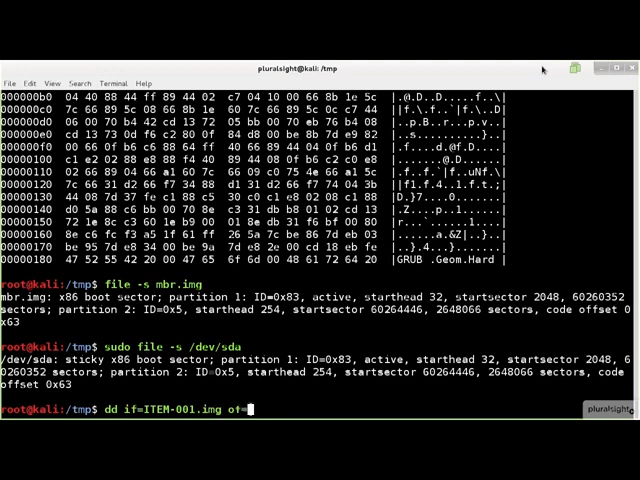 pluralsight@kali: /tmp
File Edit View Search Terminal Help
000000b0 04 40 88 44 ff 89 44 02 c7 04 10 00 66 8b 1e 5c |.@.D..D.....f..\|
000000c0 7c 66 89 5c 08 66 8b 1e 60 7c 66 89 5c 0c c7 44 ||f.\.f..`|f.\..D|
000000d0 06 00 70 b4 42 cd 13 72 05 bb 00 70 eb 76 b4 08 |..p.B..r...p.v..|
000000e0 cd 13 73 0d f6 c2 80 0f 84 d8 00 be 8b 7d e9 82 |..s..........}..|
000000f0 00 66 0f b6 c6 88 64 ff 40 66 89 44 04 0f b6 d1 |.f....d.@f.D....|
00000100 c1 e2 02 88 e8 88 f4 40 89 44 08 0f b6 c2 c0 e8 |.......@.D......|
00000110 02 66 89 04 66 a1 60 7c 66 09 c0 75 4e 66 a1 5c |.f..f.`|f..uNf.\|
00000120 7c 66 31 d2 66 f7 34 88 d1 31 d2 66 f7 74 04 3b ||f1.f.4..1.f.t.;|
00000130 44 08 7d 37 fe c1 88 c5 30 c0 c1 e8 02 08 c1 88 |D.}7....0.......|
00000140 d0 5a 88 c6 bb 00 70 8e c3 31 db b8 01 02 cd 13 |.Z....p..1......|
00000150 72 1e 8c c3 60 1e b9 00 01 8e db 31 f6 bf 00 80 |r...`......1....|
00000160 8e c6 fc f3 a5 1f 61 ff 26 5a 7c be 86 7d eb 03 |......a.&Z|..}..|
00000170 be 95 7d e8 34 00 be 9a 7d e8 2e 00 cd 18 eb fe |..}.4...}.......|
00000180 47 52 55 42 20 00 47 65 6f 6d 00 48 61 72 64 20 |GRUB .Geom.Hard |
root@kali:/tmp$ file -s mbr.img
mbr.img: x86 boot sector; partition 1: ID=0x83, active, starthead 32, startsector 2048, 60260352
sectors; partition 2: ID=0x5, starthead 254, startsector 60264446, 2648066 sectors, code offset 0
x63
root@kali:/tmp$ sudo file -s /dev/sda
/dev/sda: sticky x86 boot sector; partition 1: ID=0x83, active, starthead 32, startsector 2048, 6
0260352 sectors; partition 2: ID=0x5, starthead 254, startsector 60264446, 2648066 sectors, code
offset 0x63
root@kali:/tmp$ dd if=ITEM-001.img of=
pluralsight